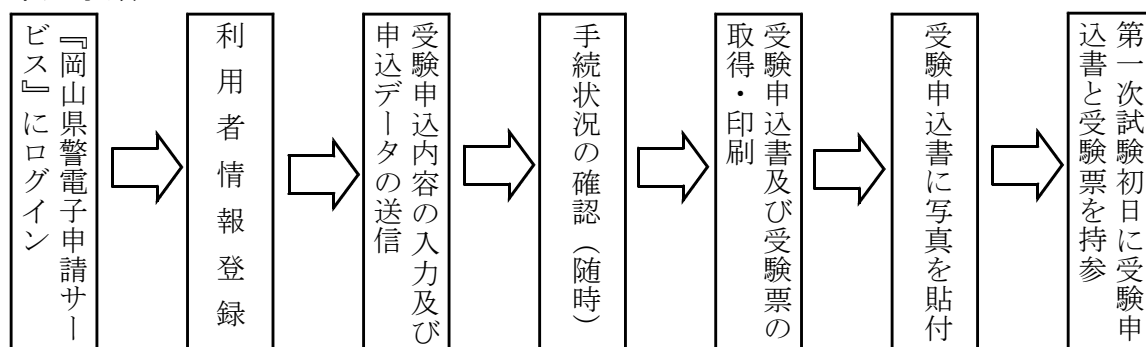 『岡山県警電子申請サー
ビス』にログイン
利用者情報登録
受験申込内容の入力及び
申込データの送信
手続状況の確認（随時）
受験申込書及び受験票の
取得・印刷
受験申込書に写真を貼付
第一次試験初日に受験申
込書と受験票を持参